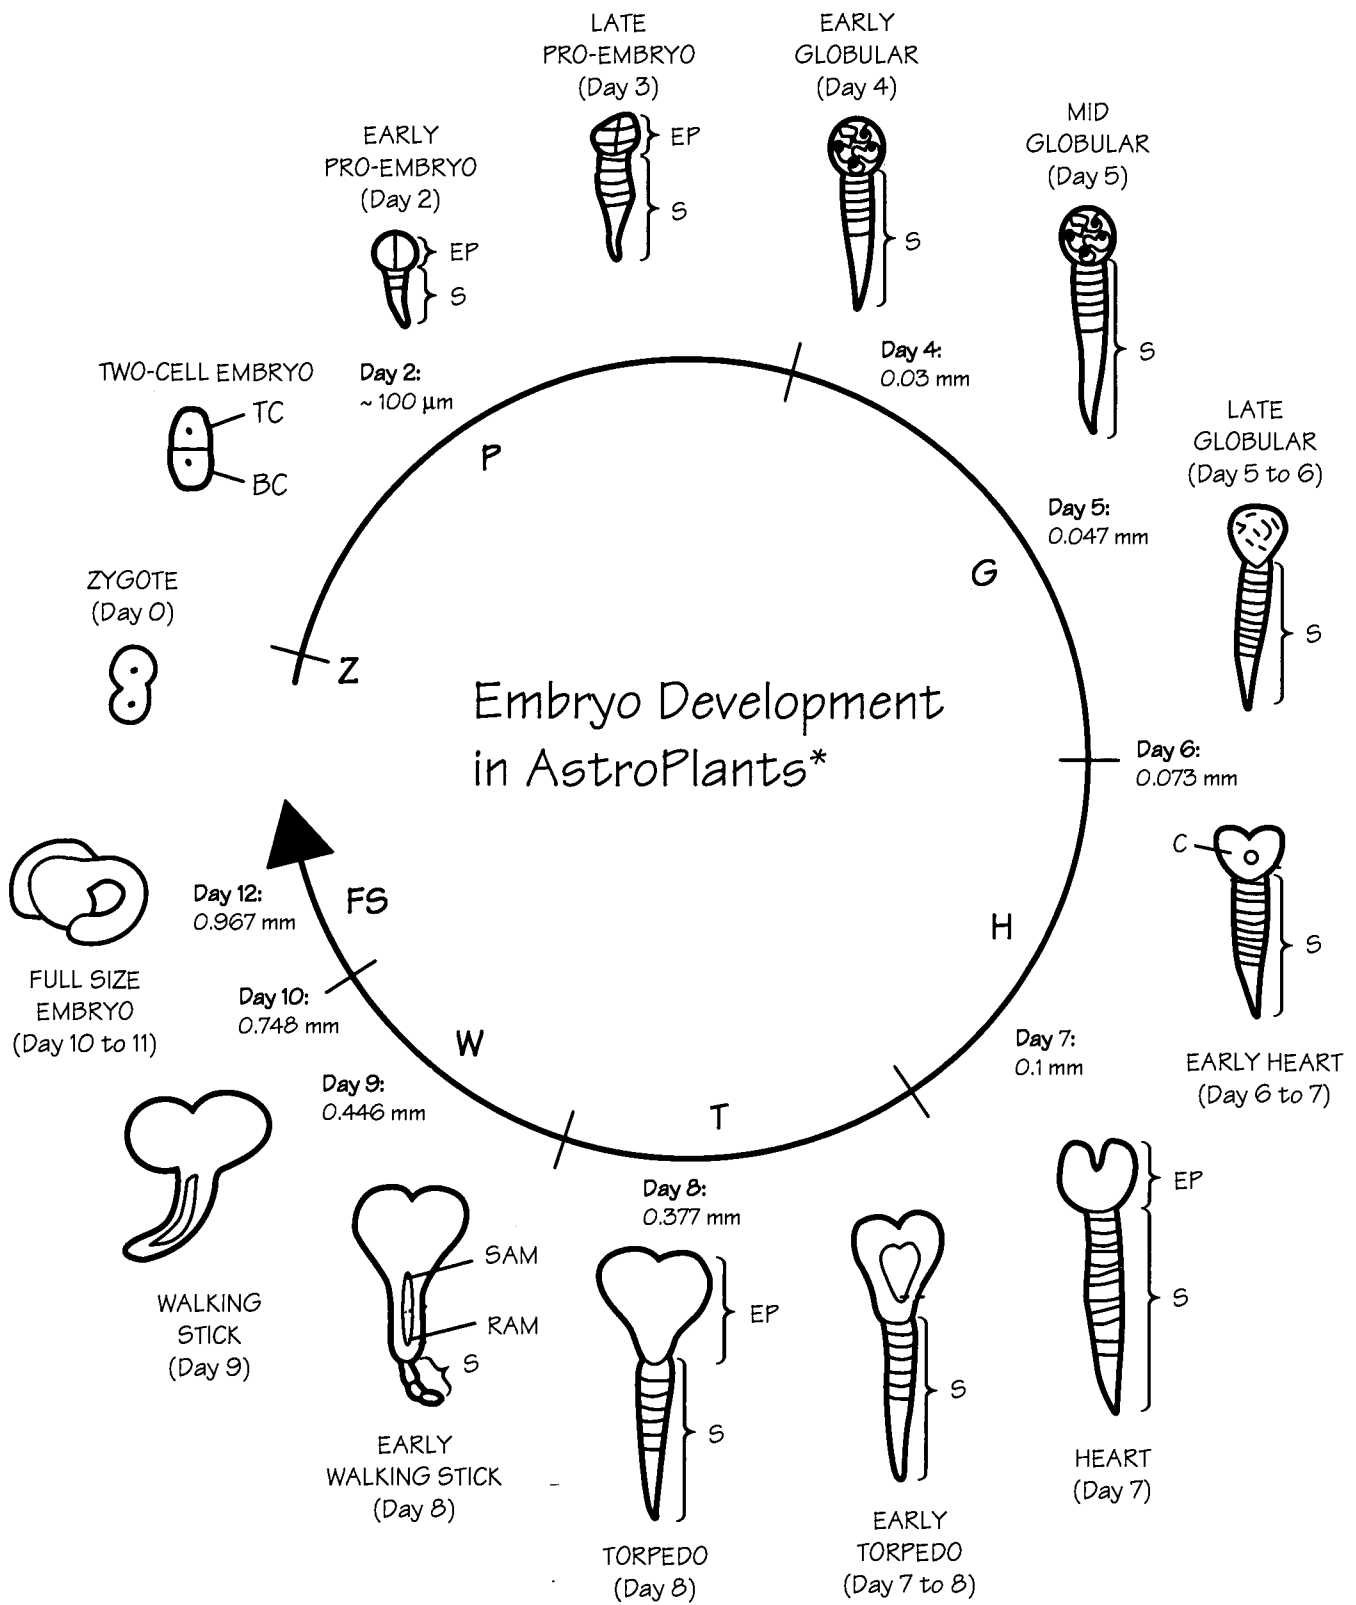 LATE
PRO-EMBRYO
(Day 3)
EP
S
EARLY
GLOBULAR
(Day 4)
S
MID
GLOBULAR
(Day 5)
S
EARLY
PRO-EMBRYO
(Day 2)
EP
S
TWO-CELL EMBRYO
TC
BC
Day 2:
~ 100 μm
Day 4:
0.03 mm
LATE
GLOBULAR
(Day 5 to 6)
S
P
Day 5:
0.047 mm
G
ZYGOTE
(Day 0)
Z
Embryo Development
in AstroPlants*
Day 6:
0.073 mm
C
S
EARLY HEART
(Day 6 to 7)
H
Day 7:
0.1 mm
FS
Day 12:
0.967 mm
FULL SIZE
EMBRYO
(Day 10 to 11)
Day 10:
0.748 mm
W
Day 9:
0.446 mm
T
Day 8:
0.377 mm
EP
S
HEART
(Day 7)
WALKING
STICK
(Day 9)
SAM
RAM
S
EARLY
WALKING STICK
(Day 8)
EP
S
TORPEDO
(Day 8)
S
EARLY
TORPEDO
(Day 7 to 8)